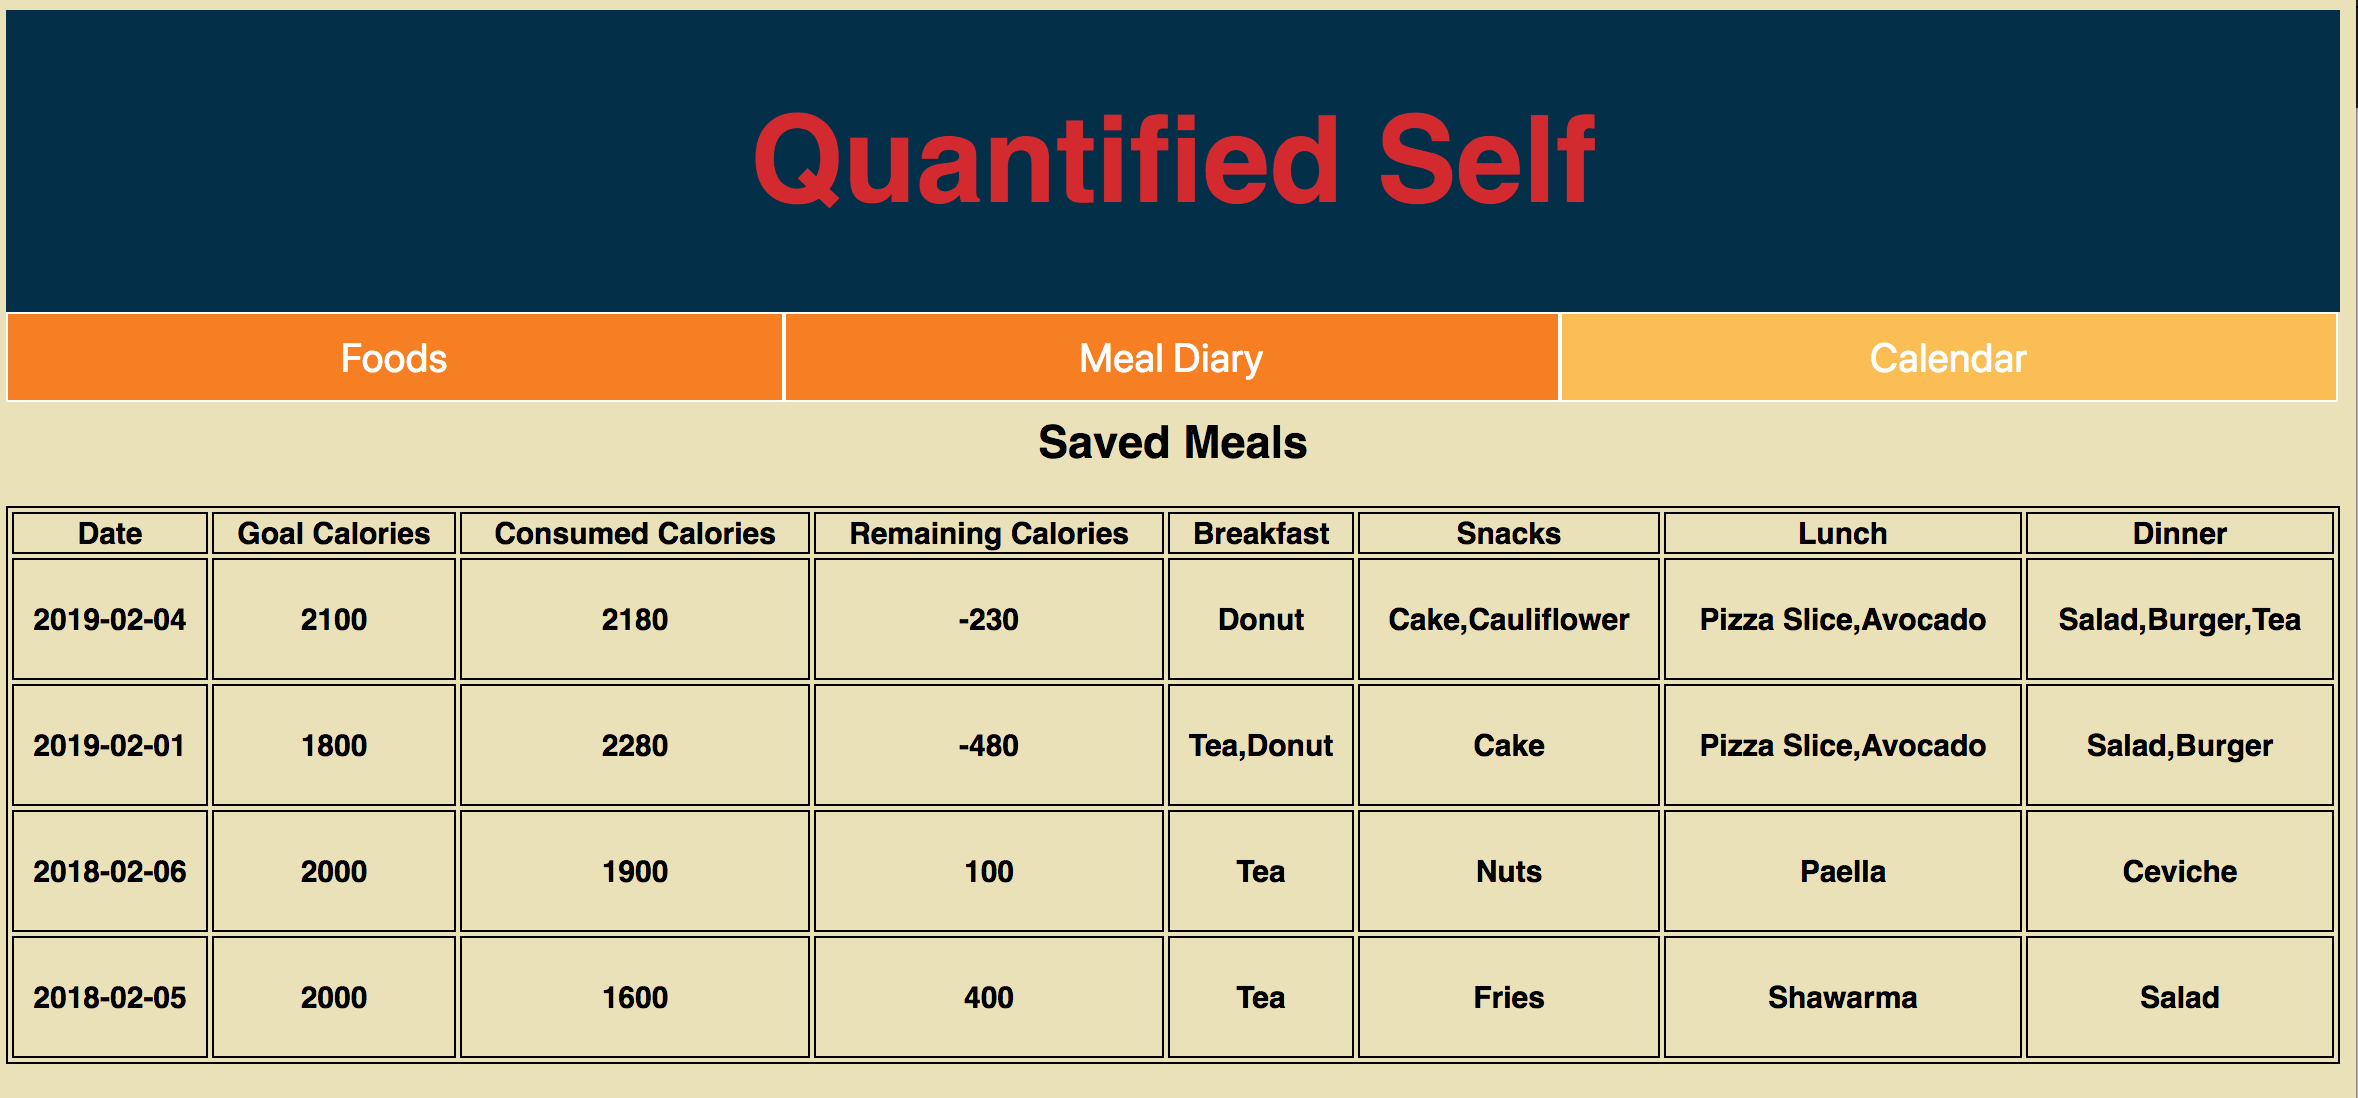 Quantified Self
Foods Meal Diary Calendar
Saved Meals
Date Goal Calories Consumed Calories Remaining Calories Breakfast Snacks Lunch Dinner
2019-02-04 2100 2180 -230 Donut Cake,Cauliflower Pizza Slice,Avocado Salad,Burger,Tea
2019-02-01 1800 2280 -480 Tea,Donut Cake Pizza Slice,Avocado Salad,Burger
2018-02-06 2000 1900 100 Tea Nuts Paella Ceviche
2018-02-05 2000 1600 400 Tea Fries Shawarma Salad